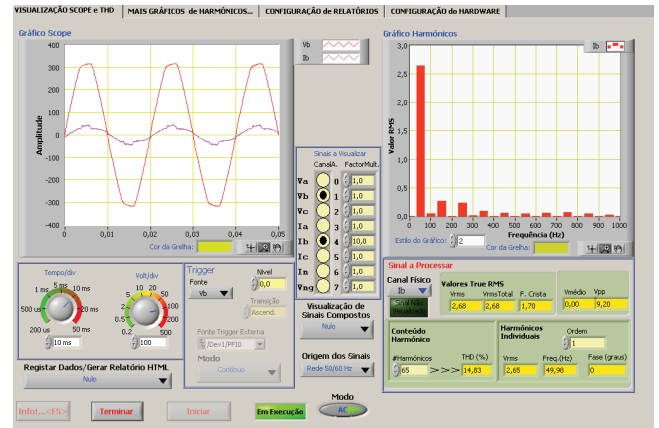 VISUALIZAÇÃO SCOPE e THD
MAIS GRÁFICOS de HARMÓNICOS...
CONFIGURAÇÃO de RELATÓRIOS
CONFIGURAÇÃO do HARDWARE
Gráfico Scope
Vb
Ib
Amplitude
400
300
200
100
0
-100
-200
-300
-400
0
0,01
0,02
0,03
0,04
0,05
Cor da Grelha:
Gráfico Harmónicos
Ib
Valor RMS
3,0
2,5
2,0
1,5
1,0
0,5
0,0
0 100 200 300 400 500 600 700 800 900 1000
Frequência (Hz)
Estilo do Gráfico: 2
Cor da Grelha:
Sinais a Visualizar
CanalA. FactorMult.
Va 0 1,0
Vb 1 1,0
Vc 2 1,0
Ia 3 1,0
Ib 4 10,0
Ic 5 1,0
In 6 1,0
Vng 7 1,0
Tempo/div
1 ms 5 ms 10 ms
20 ms
500 us
200 us 50 ms
10 ms
Volt/div
5 10 20
2 50
1 100
0.5 200
0.2 500
100
Trigger
Fonte
Vb
Nível
0,0
Transição
Ascend.
Fonte Trigger Externa
/Dev1/PFI0
Modo
Contínuo
Visualização de
Sinais Compostos
Nulo
Origem dos Sinais
Rede 50/60 Hz
Registar Dados/Gerar Relatório HTML
Nulo
Sinal a Processar
Canal Físico
Ib
Sinal Não
Visualizado
Valores True RMS
Vrms VrmsTotal F. Crista
2,68 2,68 1,70
Vmédio Vpp
0,00 9,20
Conteúdo
Harmónico
#Harmónicos THD (%)
65 >>> 14,83
Harmónicos
Individuais
Ordem
1
Vrms Freq.(Hz) Fase (graus)
2,65 49,98 0
Info!...<F5>
Terminar
Iniciar
Em Execução
Modo
AC